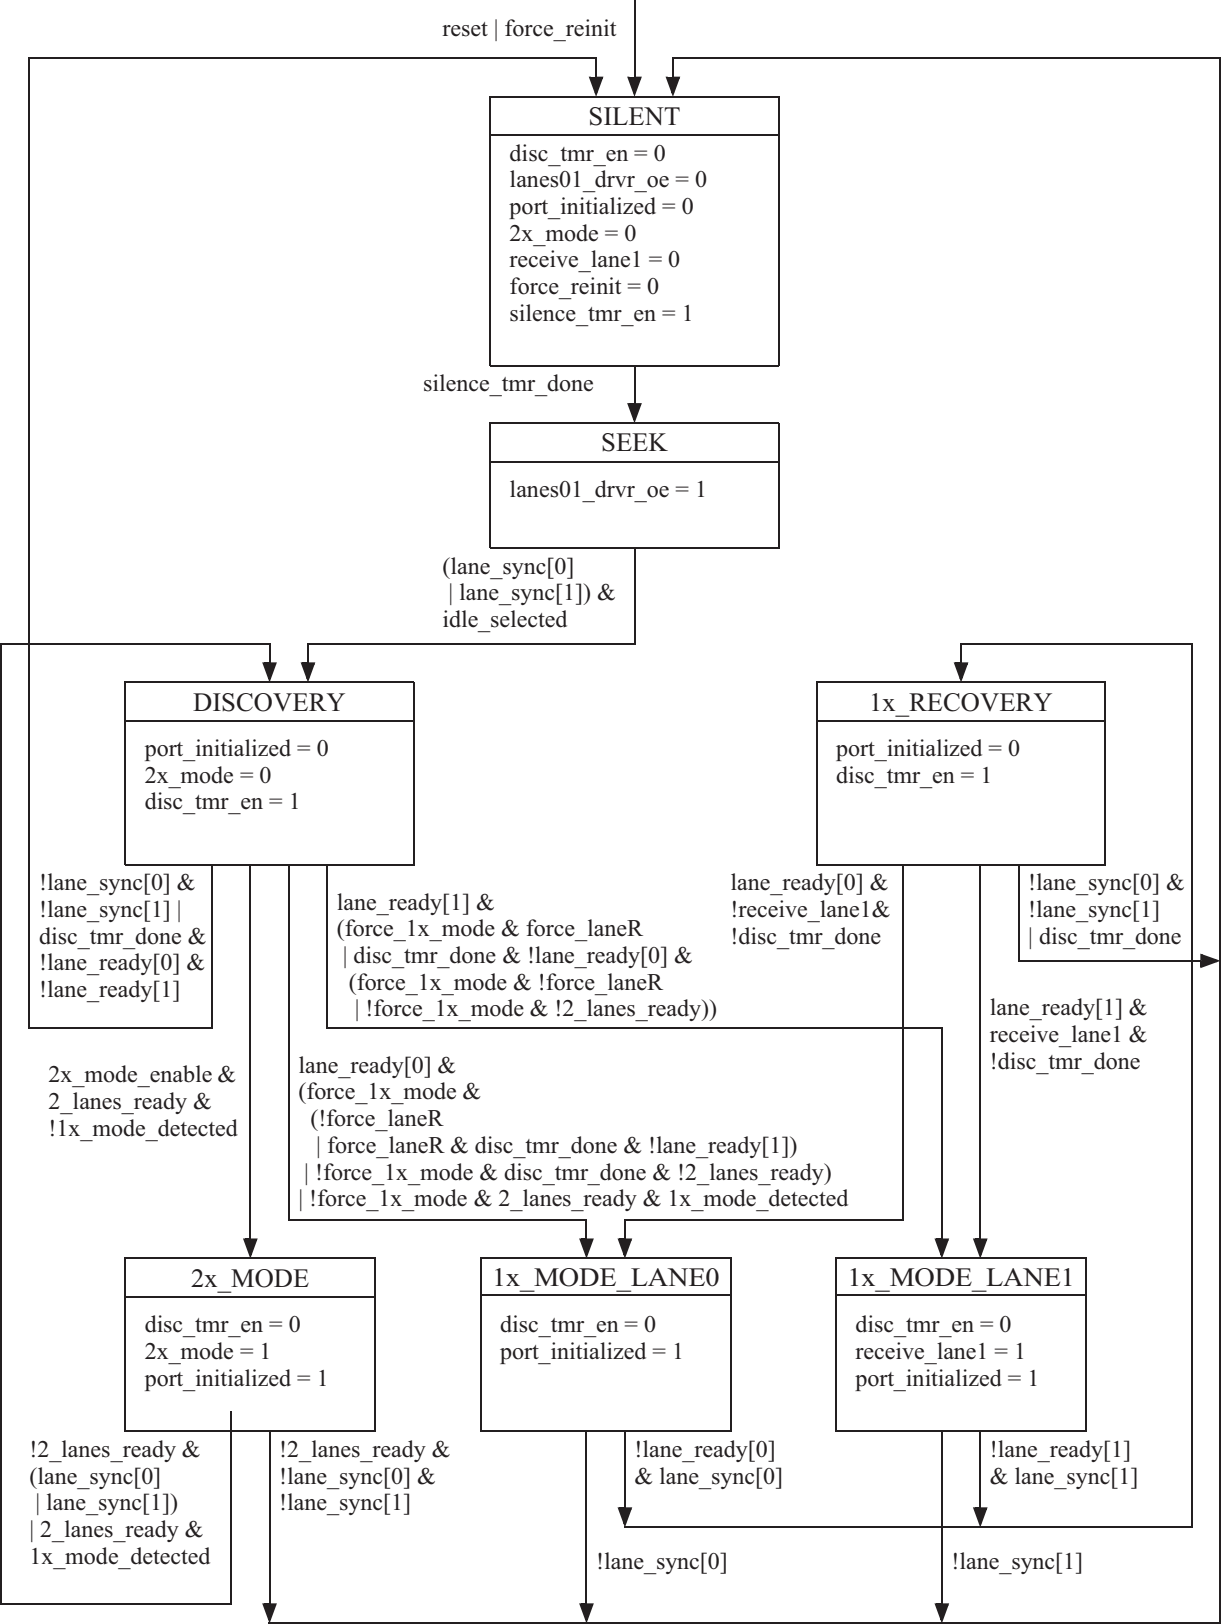 reset | force_reinit
SILENT
disc_tmr_en = 0
lanes01_drvr_oe = 0
port_initialized = 0
2x_mode = 0
receive_lane1 = 0
force_reinit = 0
silence_tmr_en = 1
silence_tmr_done
SEEK
lanes01_drvr_oe = 1
(lane_sync[0]
| lane_sync[1]) &
idle_selected
DISCOVERY
port_initialized = 0
2x_mode = 0
disc_tmr_en = 1
1x_RECOVERY
port_initialized = 0
disc_tmr_en = 1
!lane_sync[0] &
!lane_sync[1] |
disc_tmr_done &
!lane_ready[0] &
!lane_ready[1]
lane_ready[1] &
(force_1x_mode & force_laneR
| disc_tmr_done & !lane_ready[0] &
(force_1x_mode & !force_laneR
| !force_1x_mode & !2_lanes_ready))
lane_ready[0] &
!receive_lane1&
!disc_tmr_done
!lane_sync[0] &
!lane_sync[1]
| disc_tmr_done
lane_ready[1] &
receive_lane1 &
!disc_tmr_done
2x_mode_enable &
2_lanes_ready &
!1x_mode_detected
lane_ready[0] &
(force_1x_mode &
(!force_laneR
| force_laneR & disc_tmr_done & !lane_ready[1])
| !force_1x_mode & disc_tmr_done & !2_lanes_ready)
| !force_1x_mode & 2_lanes_ready & 1x_mode_detected
2x_MODE
disc_tmr_en = 0
2x_mode = 1
port_initialized = 1
1x_MODE_LANE0
disc_tmr_en = 0
port_initialized = 1
1x_MODE_LANE1
disc_tmr_en = 0
receive_lane1 = 1
port_initialized = 1
!2_lanes_ready &
(lane_sync[0]
| lane_sync[1])
| 2_lanes_ready &
1x_mode_detected
!2_lanes_ready &
!lane_sync[0] &
!lane_sync[1]
!lane_ready[0]
& lane_sync[0]
!lane_ready[1]
& lane_sync[1]
!lane_sync[0]
!lane_sync[1]